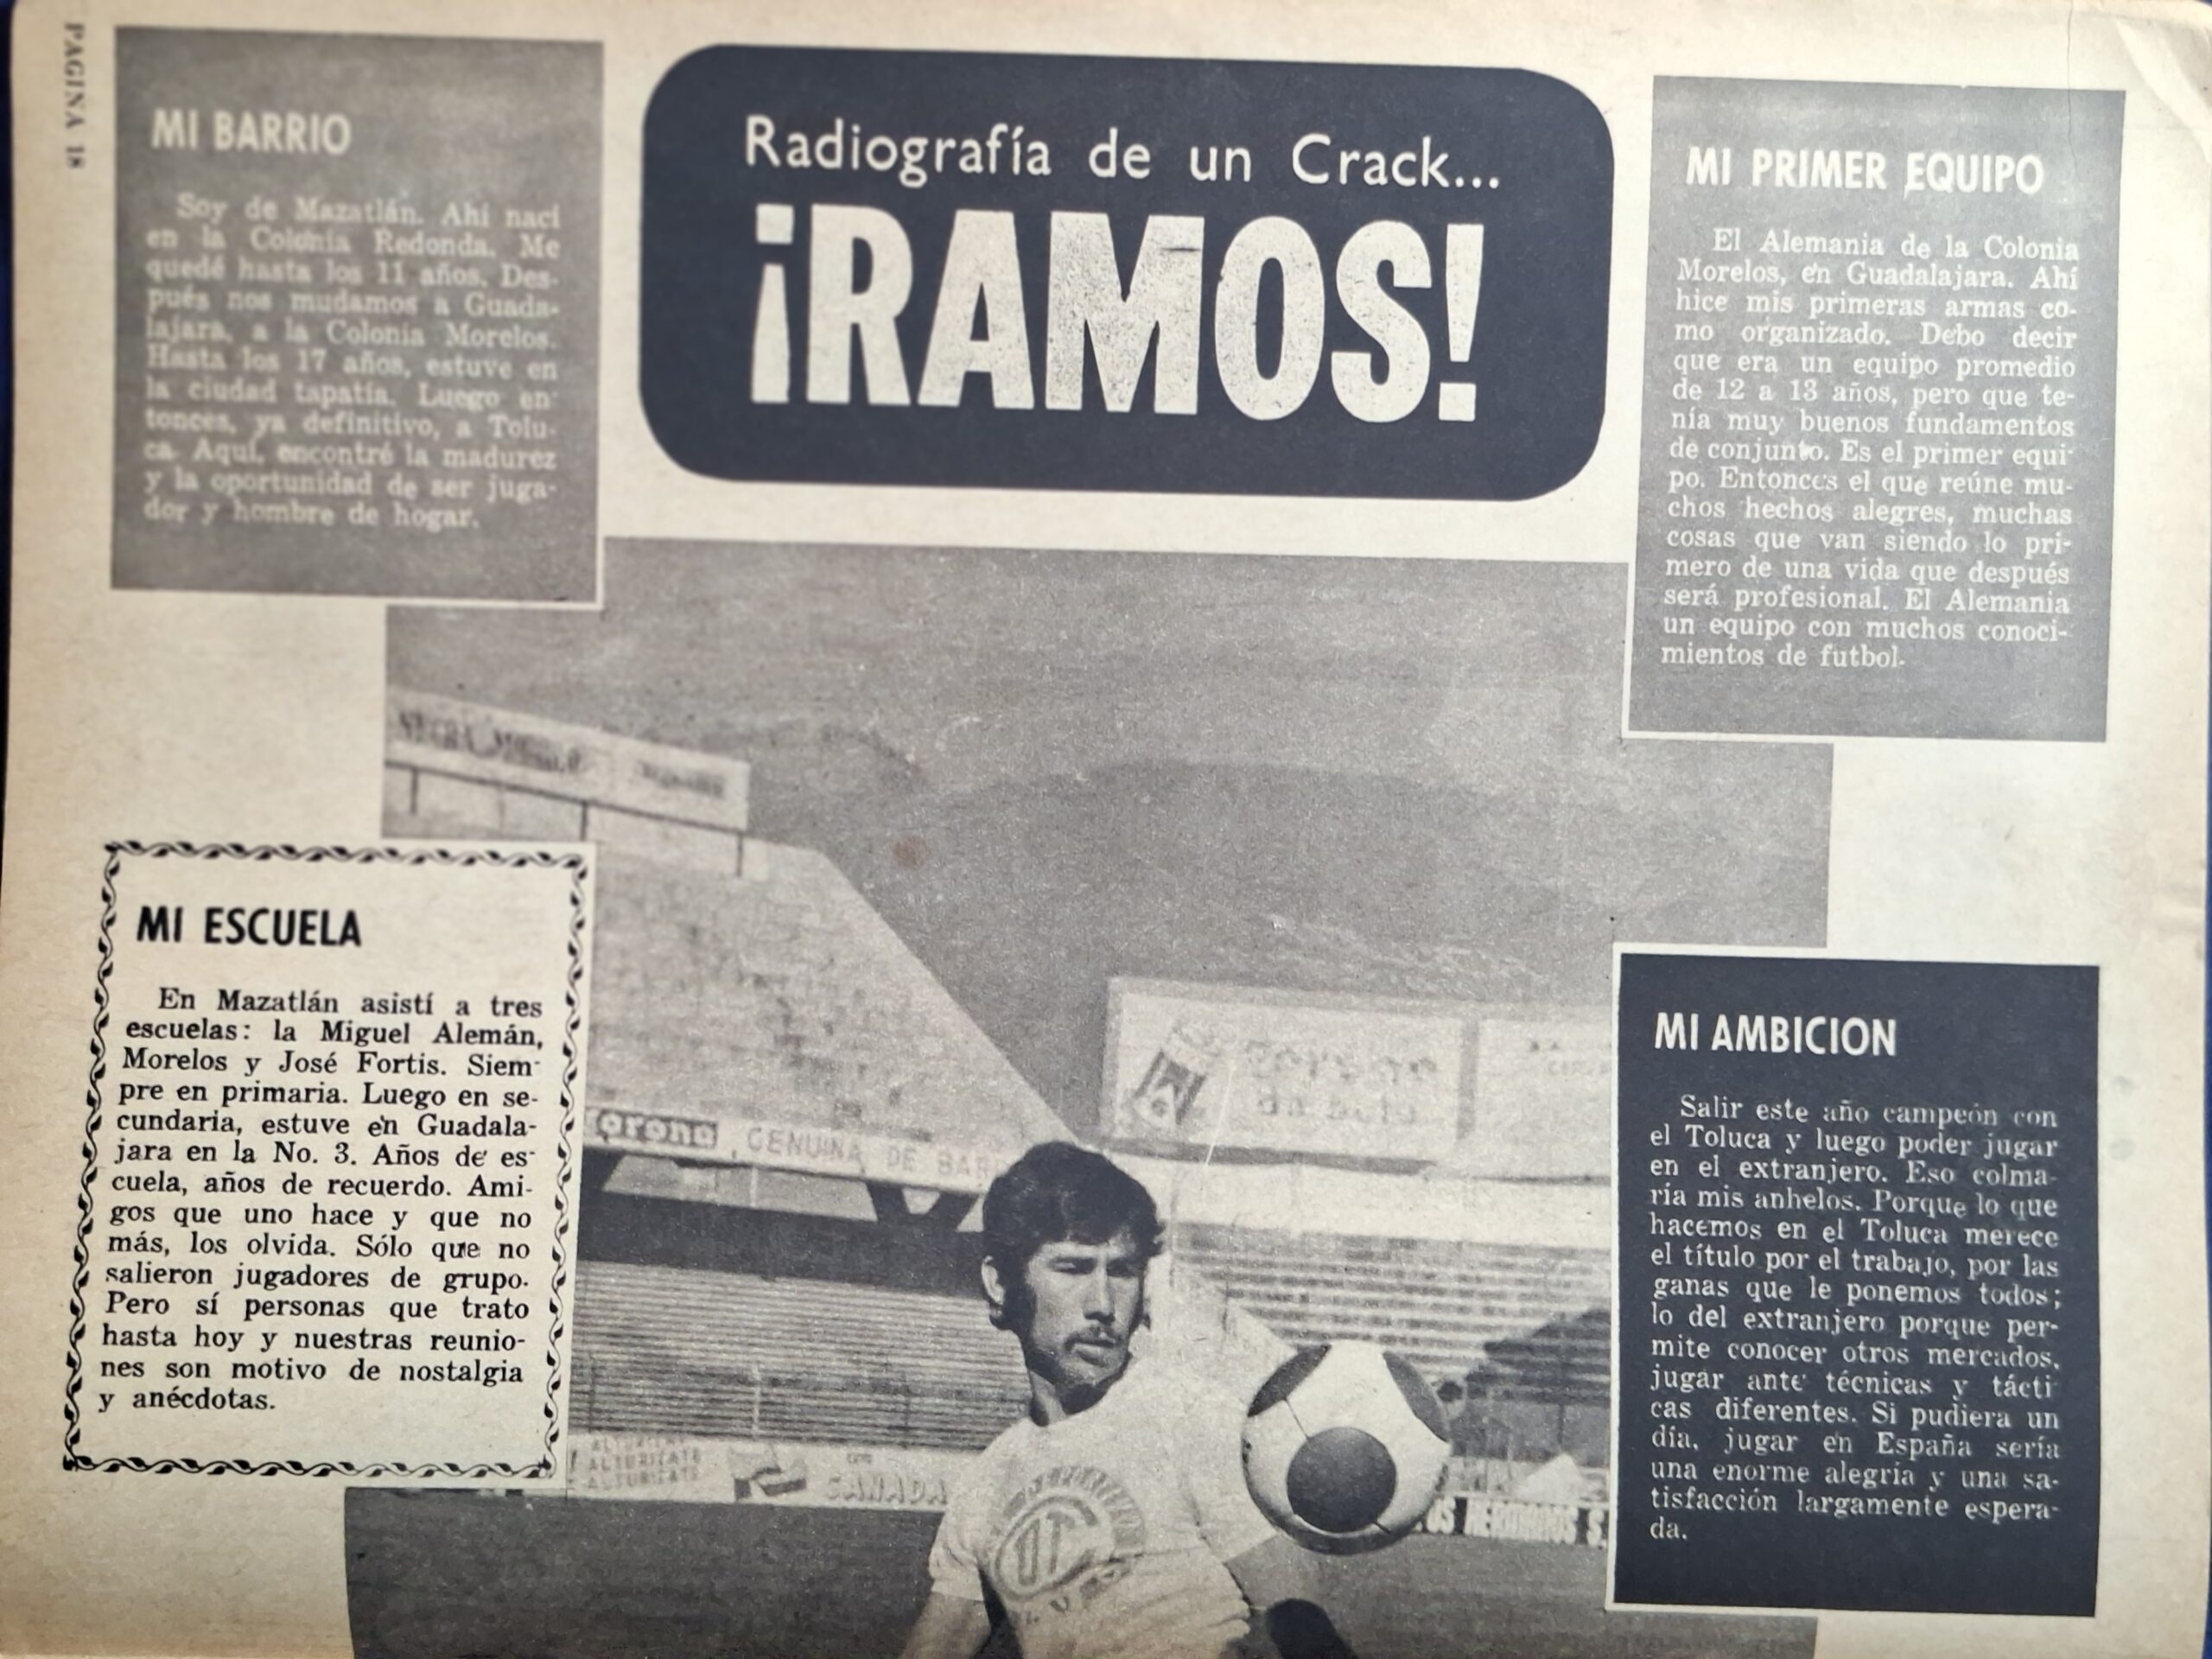 PAGINA 18
MI BARRIO
Soy de Mazatlán. Ahí nací
en la Colonia Redonda. Me
quedé hasta los 11 años. Des-
pués nos mudamos a Guada-
lajara, a la Colonia Morelos.
Hasta los 17 años, estuve en
la ciudad tapatía. Luego en-
tonces, ya definitivo, a Tolu-
ca. Aquí, encontré la madurez
y la oportunidad de ser juga-
dor y hombre de hogar.
Radiografía de un Crack...
¡RAMOS!
MI PRIMER EQUIPO
El Alemania de la Colonia
Morelos, en Guadalajara. Ahí
hice mis primeras armas co-
mo organizado. Debo decir
que era un equipo promedio
de 12 a 13 años, pero que te-
nía muy buenos fundamentos
de conjunto. Es el primer equi-
po. Entonces el que reúne mu-
chos hechos alegres, muchas
cosas que van siendo lo pri-
mero de una vida que después
será profesional. El Alemania
un equipo con muchos conoci-
mientos de futbol.
MI ESCUELA
En Mazatlán asistí a tres
escuelas: la Miguel Alemán,
Morelos y José Fortis. Siem-
pre en primaria. Luego en se-
cundaria, estuve en Guadala-
jara en la No. 3. Años de es-
cuela, años de recuerdo. Ami-
gos que uno hace y que no
más, los olvida. Sólo que no
salieron jugadores de grupo.
Pero sí personas que trato
hasta hoy y nuestras reunio-
nes son motivo de nostalgia
y anécdotas.
MI AMBICION
Salir este año campeón con
el Toluca y luego poder jugar
en el extranjero. Eso colma-
ría mis anhelos. Porque lo que
hacemos en el Toluca merece
el título por el trabajo, por las
ganas que le ponemos todos;
lo del extranjero porque per-
mite conocer otros mercados,
jugar ante técnicas y tácti
cas diferentes. Si pudiera un
día, jugar en España sería
una enorme alegría y una sa-
tisfacción largamente espera-
da.
orona GENUINA DE BAR
CANADA
HERMANOS S.